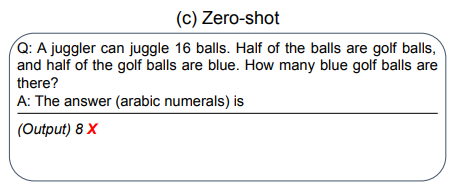 (c) Zero-shot
Q: A juggler can juggle 16 balls. Half of the balls are golf balls,
and half of the golf balls are blue. How many blue golf balls are
there?
A: The answer (arabic numerals) is
(Output) 8 X